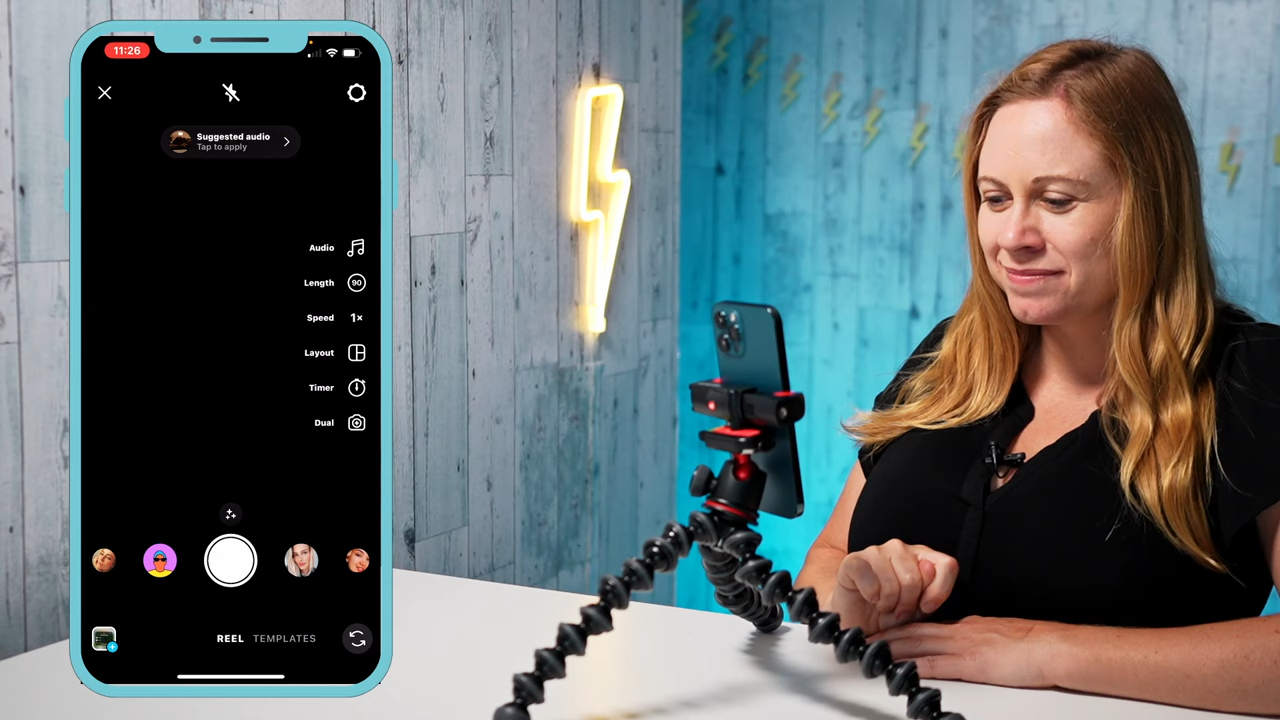 11:26
Suggested audio
Tap to apply
Audio
Length 90
Speed 1×
Layout
Timer
Dual
REEL TEMPLATES